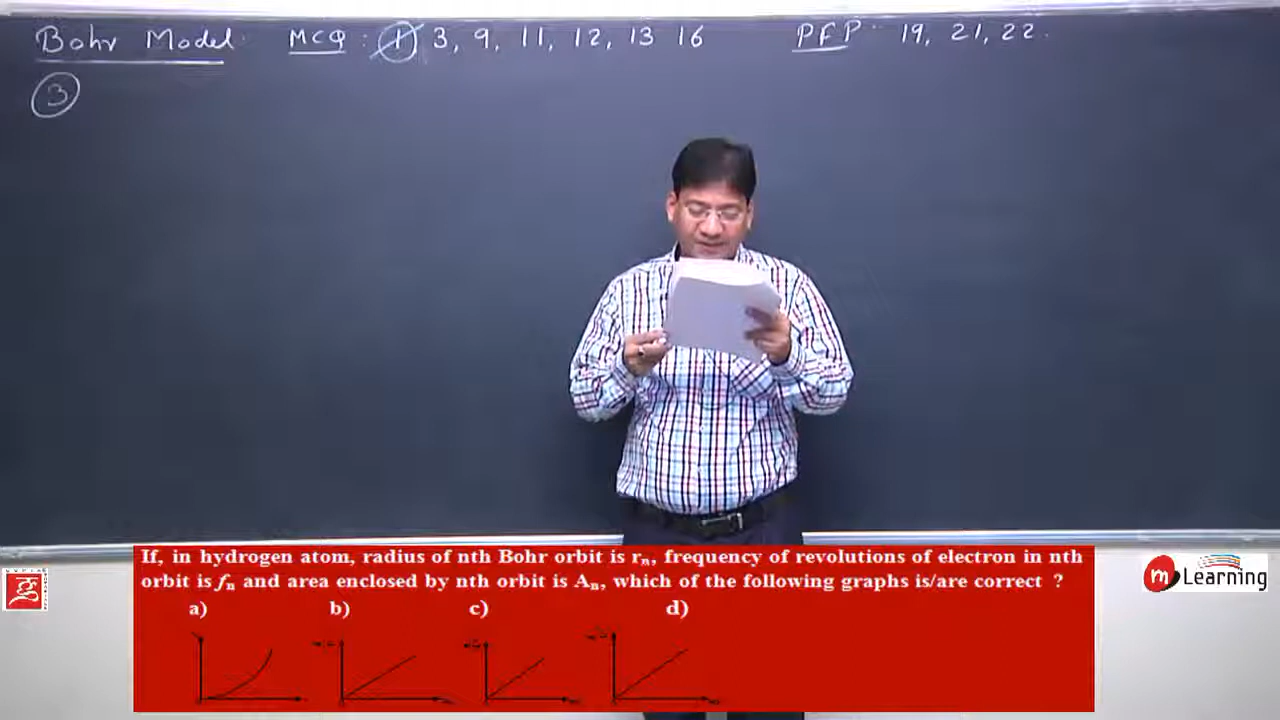 Bohr Model MCQ : 1 3, 9, 11, 12, 13 16 PFP 19, 21, 22.
3
If, in hydrogen atom, radius of nth Bohr orbit is rn, frequency of revolutions of electron in nth
orbit is fn and area enclosed by nth orbit is An, which of the following graphs is/are correct ?
a) b) c) d)
m Learning